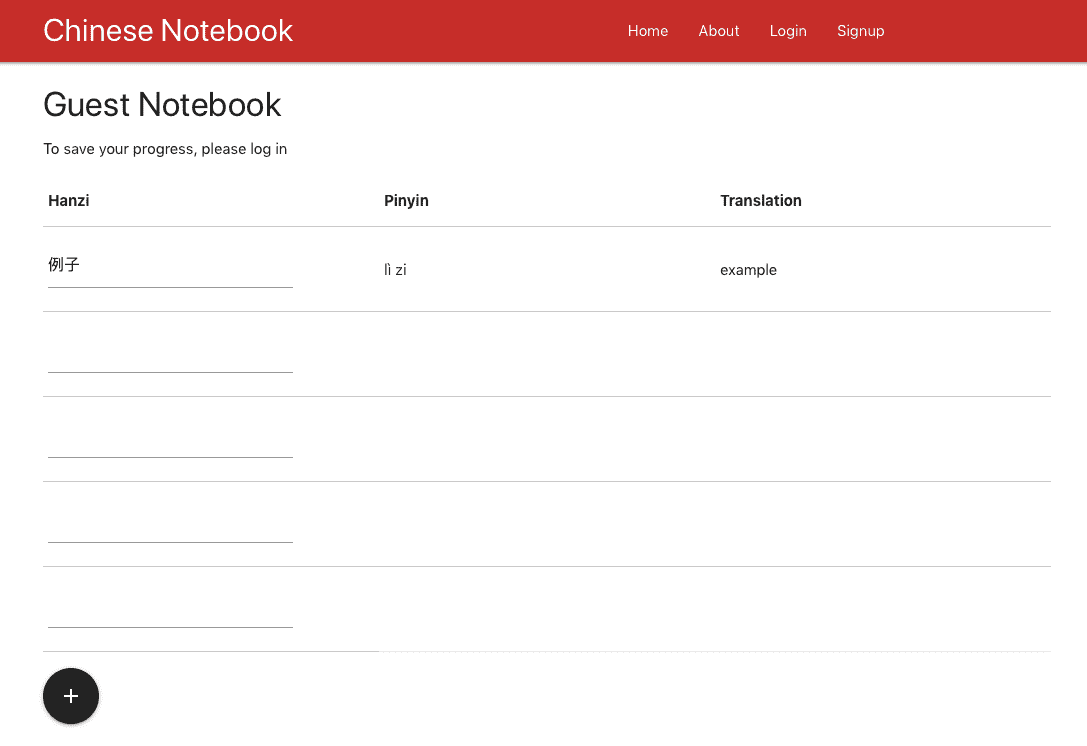 Chinese Notebook Home About Login Signup
Guest Notebook
To save your progress, please log in
Hanzi Pinyin Translation
例子 lì zi example
+